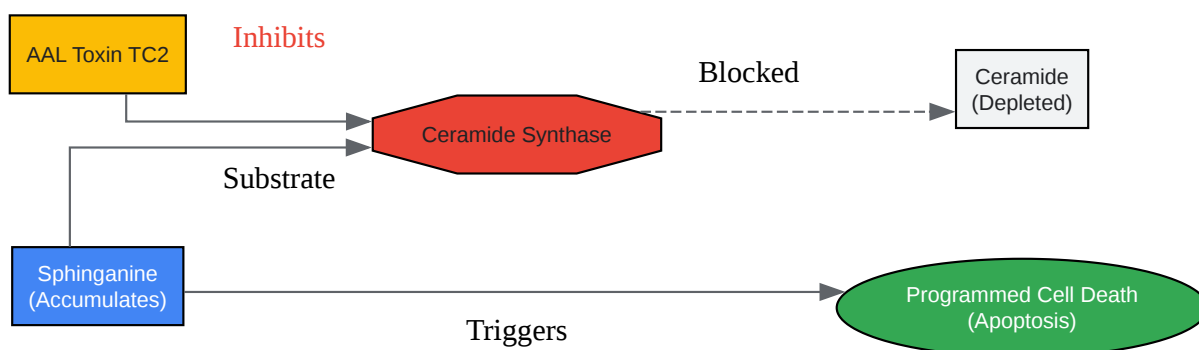 AAL Toxin TC2
Inhibits
Blocked
Ceramide
(Depleted)
Ceramide Synthase
Substrate
Sphinganine
(Accumulates)
Triggers
Programmed Cell Death
(Apoptosis)